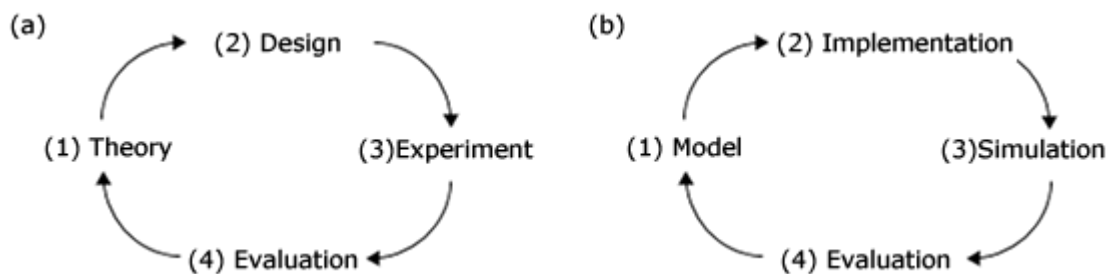 (a)
(2) Design
(1) Theory
(3)Experiment
(4) Evaluation
(b)
(2) Implementation
(1) Model
(3)Simulation
(4) Evaluation